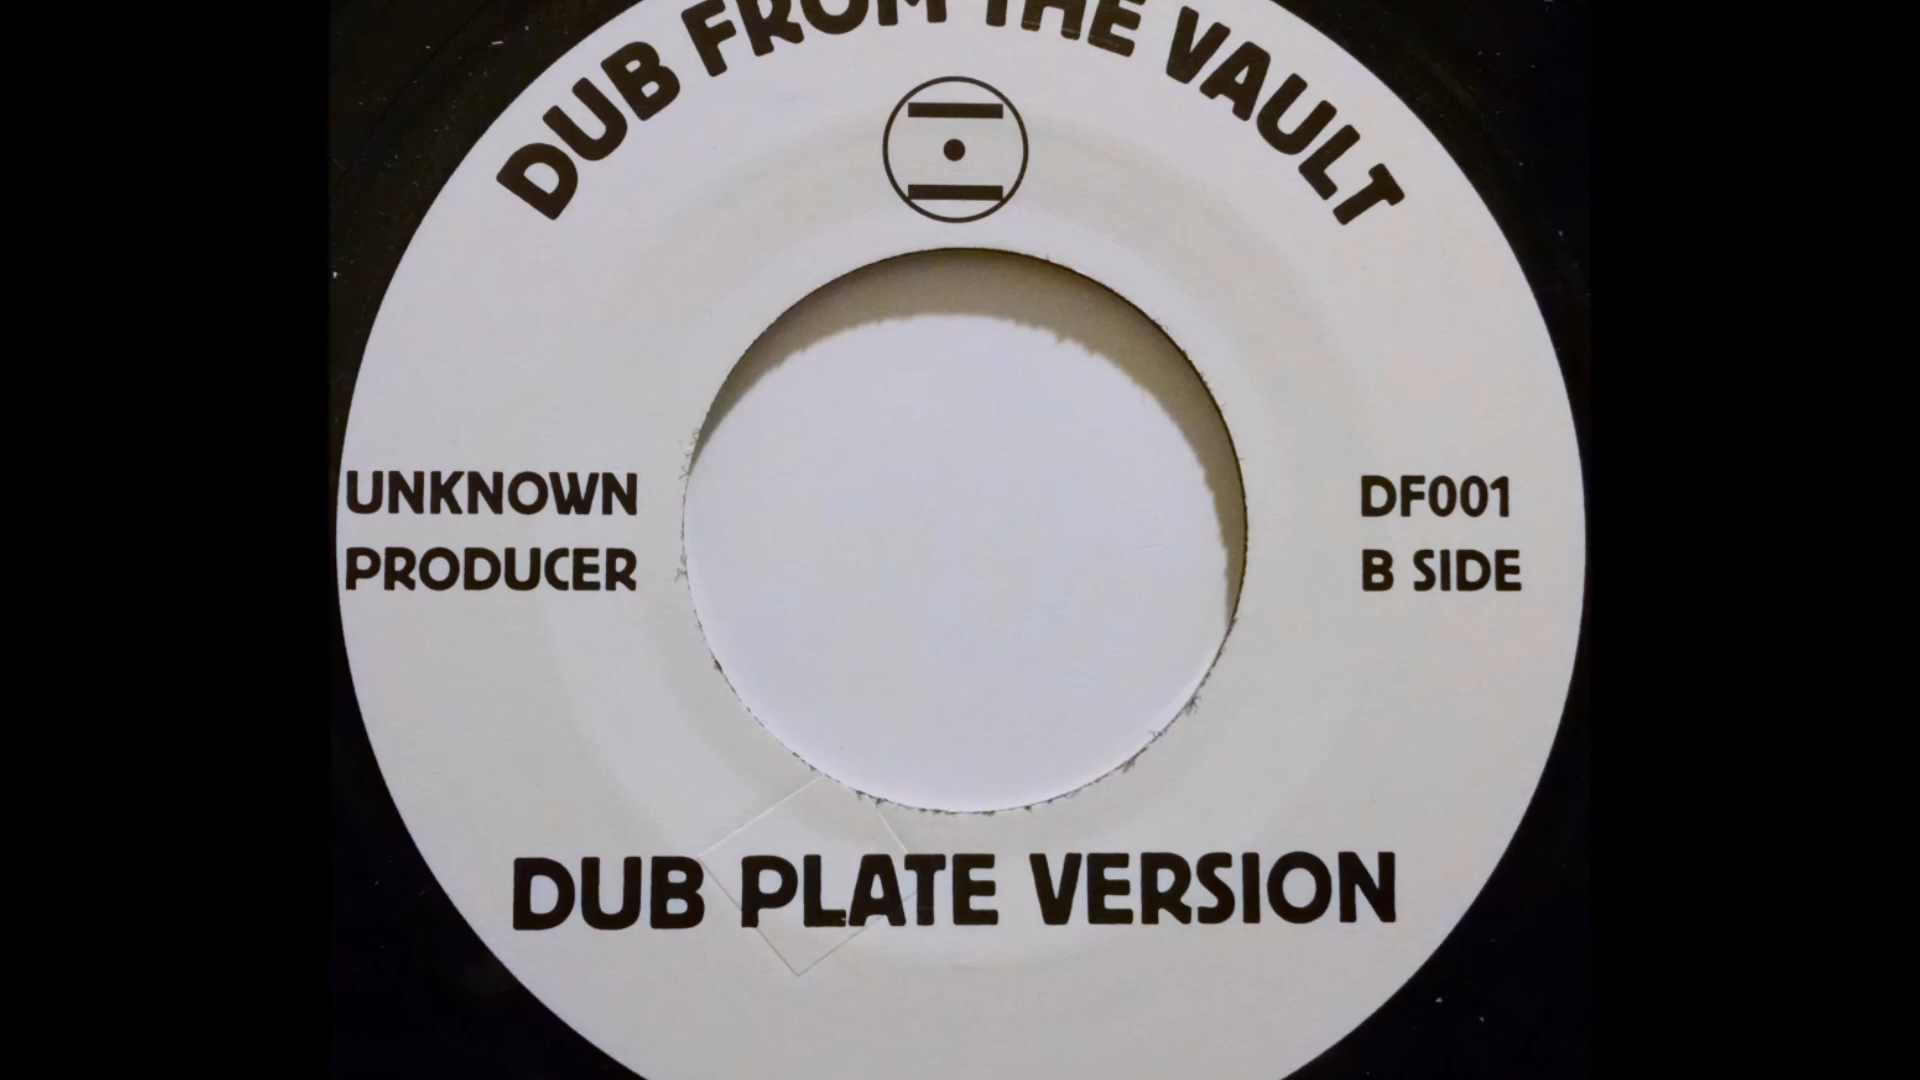 DUB FROM THE VAULT
UNKNOWN
PRODUCER
DF001
B SIDE
DUB PLATE VERSION